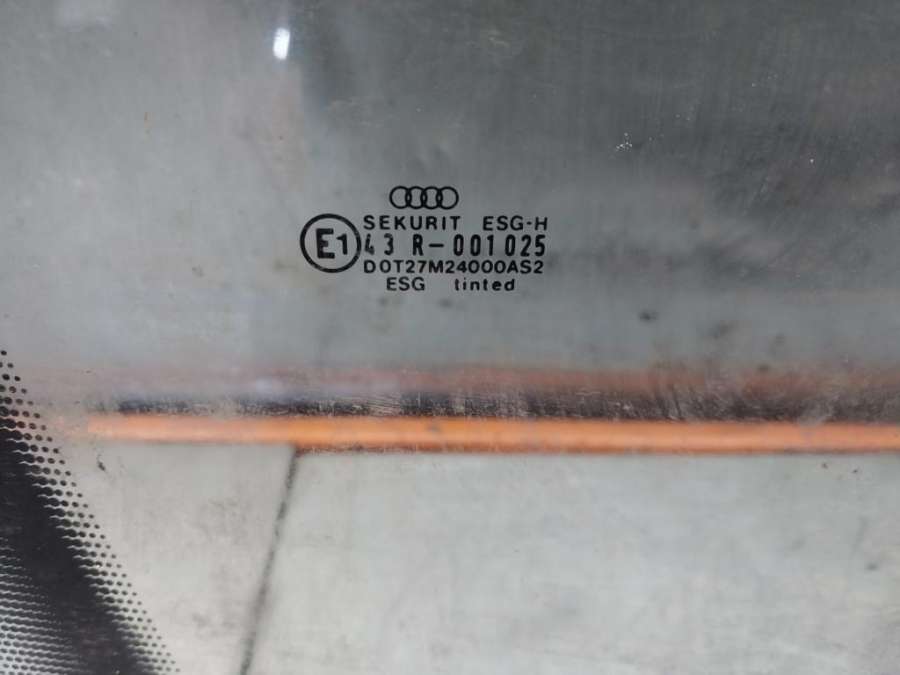 SEKURIT ESG-H
E1 43 R-001025
DOT27M24000AS2
ESG tinted